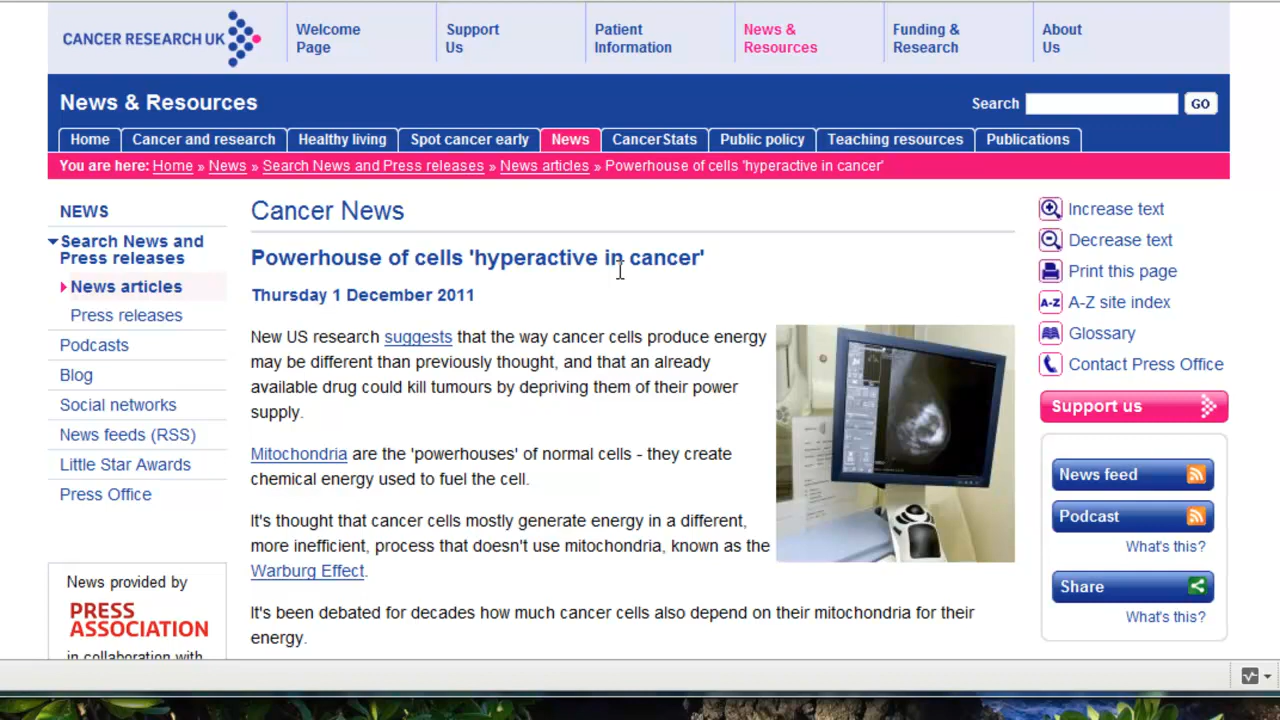 CANCER RESEARCH UK
Welcome
Page
Support
Us
Patient
Information
News &
Resources
Funding &
Research
About
Us
News & Resources
Search
GO
Home
Cancer and research
Healthy living
Spot cancer early
News
CancerStats
Public policy
Teaching resources
Publications
You are here: Home » News » Search News and Press releases » News articles » Powerhouse of cells 'hyperactive in cancer'
NEWS
Search News and
Press releases
News articles
Press releases
Podcasts
Blog
Social networks
News feeds (RSS)
Little Star Awards
Press Office
News provided by
PRESS
ASSOCIATION
in collaboration with
Cancer News
Powerhouse of cells 'hyperactive in cancer'
Thursday 1 December 2011
New US research suggests that the way cancer cells produce energy
may be different than previously thought, and that an already
available drug could kill tumours by depriving them of their power
supply.
Mitochondria are the 'powerhouses' of normal cells - they create
chemical energy used to fuel the cell.
It's thought that cancer cells mostly generate energy in a different,
more inefficient, process that doesn't use mitochondria, known as the
Warburg Effect.
It's been debated for decades how much cancer cells also depend on their mitochondria for their
energy.
Increase text
Decrease text
Print this page
A-Z A-Z site index
Glossary
Contact Press Office
Support us
News feed
Podcast
What's this?
Share
What's this?